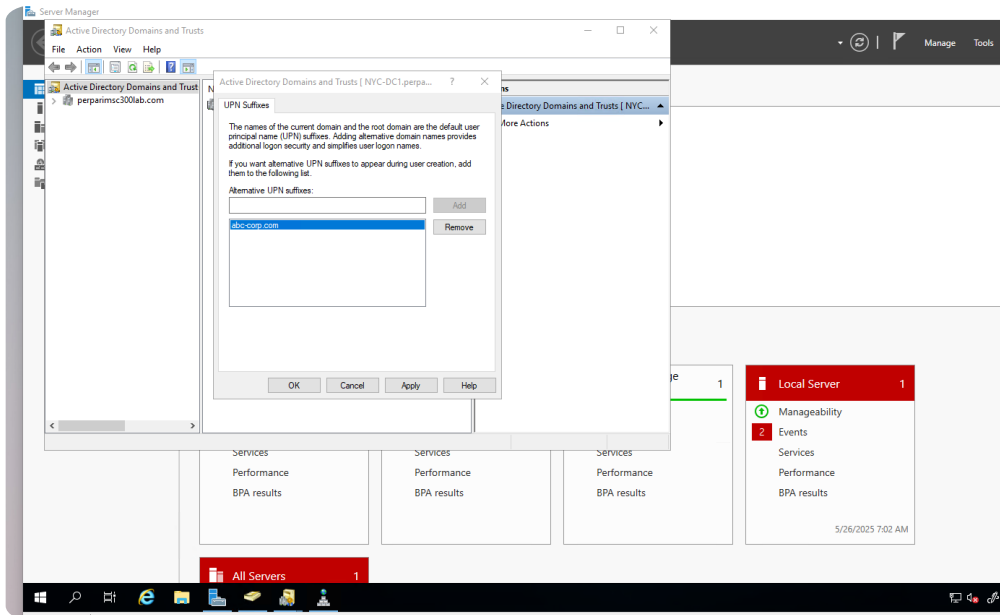 Server Manager
Manage Tools
Active Directory Domains and Trusts
File Action View Help
Active Directory Domains and Trust
perparimsc300lab.com
Active Directory Domains and Trusts [ NYC-DC1.perpa...
?
UPN Suffixes
The names of the current domain and the root domain are the default user
principal name (UPN) suffixes. Adding alternative domain names provides
additional logon security and simplifies user logon names.
If you want alternative UPN suffixes to appear during user creation, add
them to the following list.
Alternative UPN suffixes:
Add
abc-corp.com
Remove
OK Cancel Apply Help
N
ns
e Directory Domains and Trusts [ NYC...
More Actions
Services
Performance
BPA results
Services
Performance
BPA results
ge 1
Services
Performance
BPA results
Local Server 1
Manageability
2 Events
Services
Performance
BPA results
5/26/2025 7:02 AM
All Servers 1